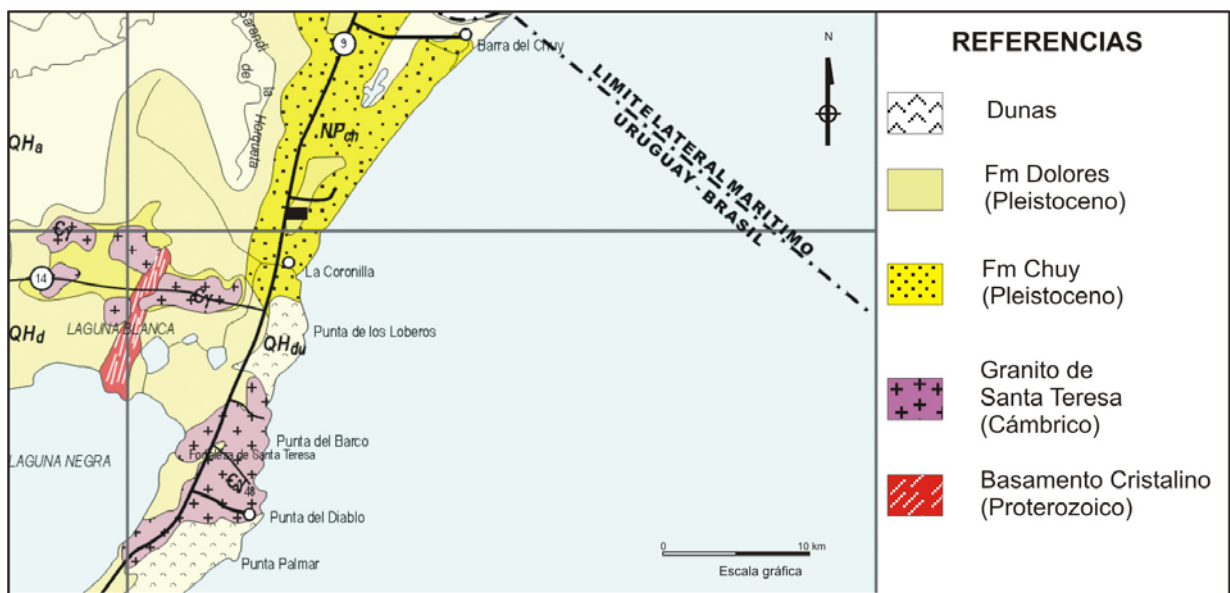 Sarandi de la Horqueta
9
Barra del Chuy
N
LIMITE LATERAL MARITIMO
URUGUAY-BRASIL
QHa
NPch
Cγ
14
Cγ
La Coronilla
LAGUNA BLANCA
QHd
Punta de los Loberos
QHdu
Punta del Barco
Fortaleza de Santa Teresa
LAGUNA NEGRA
Punta del Diablo
Punta Palmar
0 10 km
Escala gráfica
REFERENCIAS
Dunas
Fm Dolores
(Pleistoceno)
Fm Chuy
(Pleistoceno)
Granito de
Santa Teresa
(Cámbrico)
Basamento Cristalino
(Proterozoico)